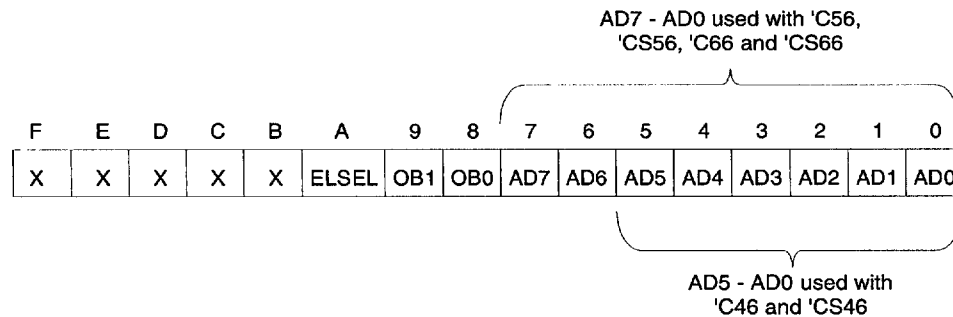 AD7 - AD0 used with 'C56,
'CS56, 'C66 and 'CS66
F E D C B A 9 8 7 6 5 4 3 2 1 0
X X X X X ELSEL OB1 OB0 AD7 AD6 AD5 AD4 AD3 AD2 AD1 AD0
AD5 - AD0 used with
'C46 and 'CS46